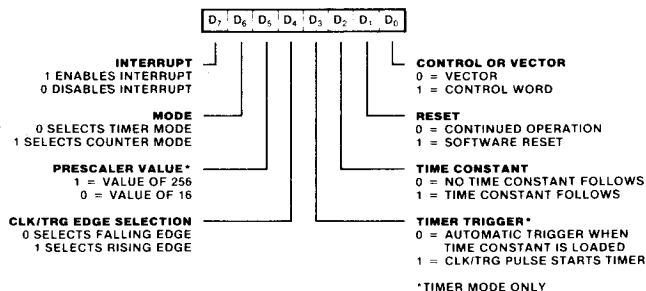 D7 D6 D5 D4 D3 D2 D1 D0
INTERRUPT
1 ENABLES INTERRUPT
0 DISABLES INTERRUPT
MODE
0 SELECTS TIMER MODE
1 SELECTS COUNTER MODE
PRESCALER VALUE*
1 = VALUE OF 256
0 = VALUE OF 16
CLK/TRG EDGE SELECTION
0 SELECTS FALLING EDGE
1 SELECTS RISING EDGE
CONTROL OR VECTOR
0 = VECTOR
1 = CONTROL WORD
RESET
0 = CONTINUED OPERATION
1 = SOFTWARE RESET
TIME CONSTANT
0 = NO TIME CONSTANT FOLLOWS
1 = TIME CONSTANT FOLLOWS
TIMER TRIGGER*
0 = AUTOMATIC TRIGGER WHEN
TIME CONSTANT IS LOADED
1 = CLK/TRG PULSE STARTS TIMER
*TIMER MODE ONLY